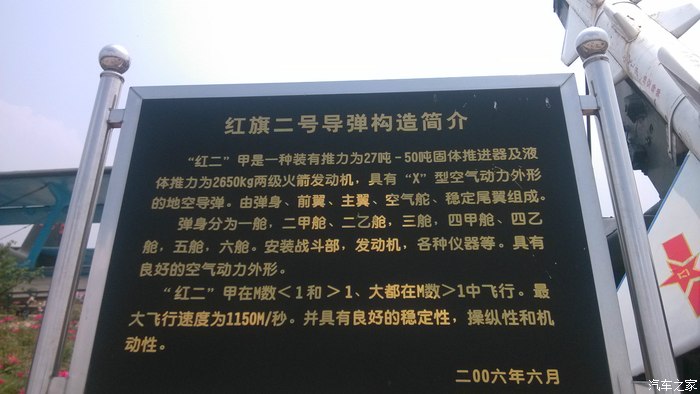 红旗二号导弹构造简介
“红二”甲是一种装有推力为27吨－50吨固体推进器及液
体推力为2650kg两级火箭发动机，具有“X”型空气动力外形
的地空导弹。由弹身、前翼、主翼、空气舵、稳定尾翼组成。
弹身分为一舱，二甲舱、二乙舱，三舱，四甲舱、四乙
舱，五舱，六舱。安装战斗部，发动机，各种仪器等。具有
良好的空气动力外形。
“红二”甲在M数＜1和＞1、大都在M数＞1中飞行。最
大飞行速度为1150M/秒。并具有良好的稳定性，操纵性和机
动性。
二00六年六月
汽车之家